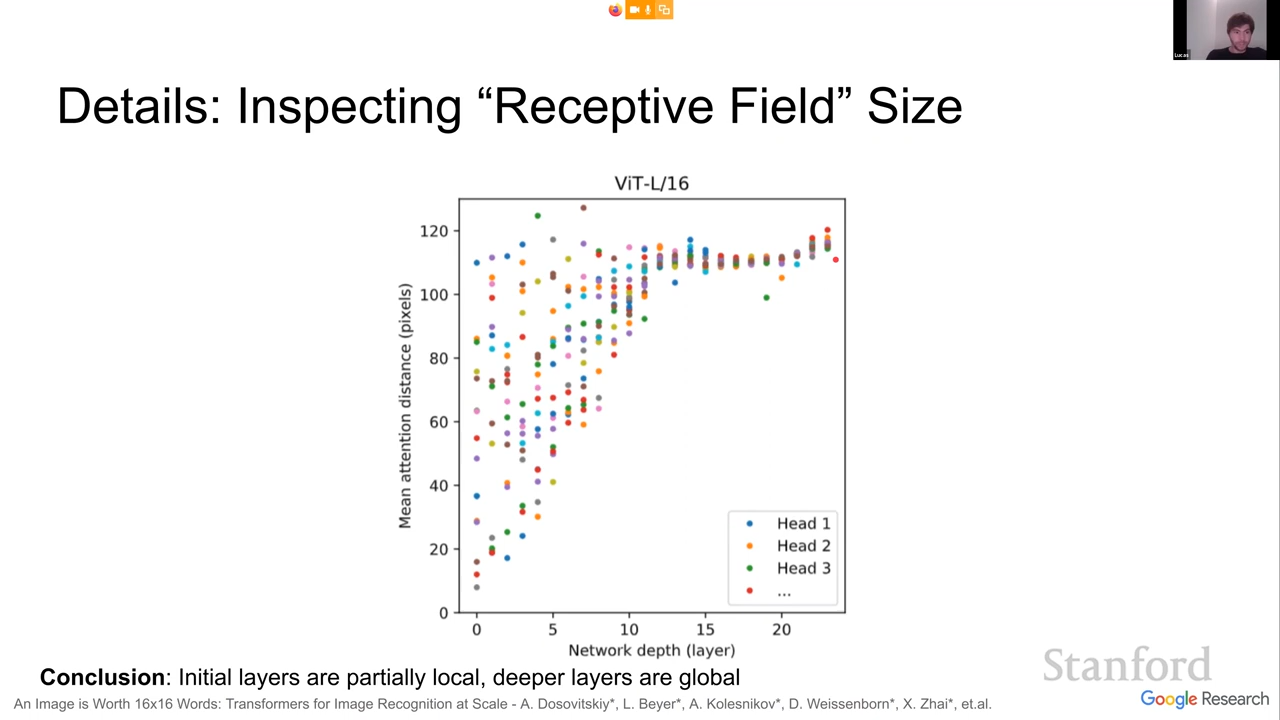 Lucas
Details: Inspecting “Receptive Field” Size
ViT-L/16
Mean attention distance (pixels)
120
100
80
60
40
20
0
Head 1
Head 2
Head 3
...
0 5 10 15 20
Network depth (layer)
Conclusion: Initial layers are partially local, deeper layers are global
Stanford
Google Research
An Image is Worth 16x16 Words: Transformers for Image Recognition at Scale - A. Dosovitskiy*, L. Beyer*, A. Kolesnikov*, D. Weissenborn*, X. Zhai*, et.al.